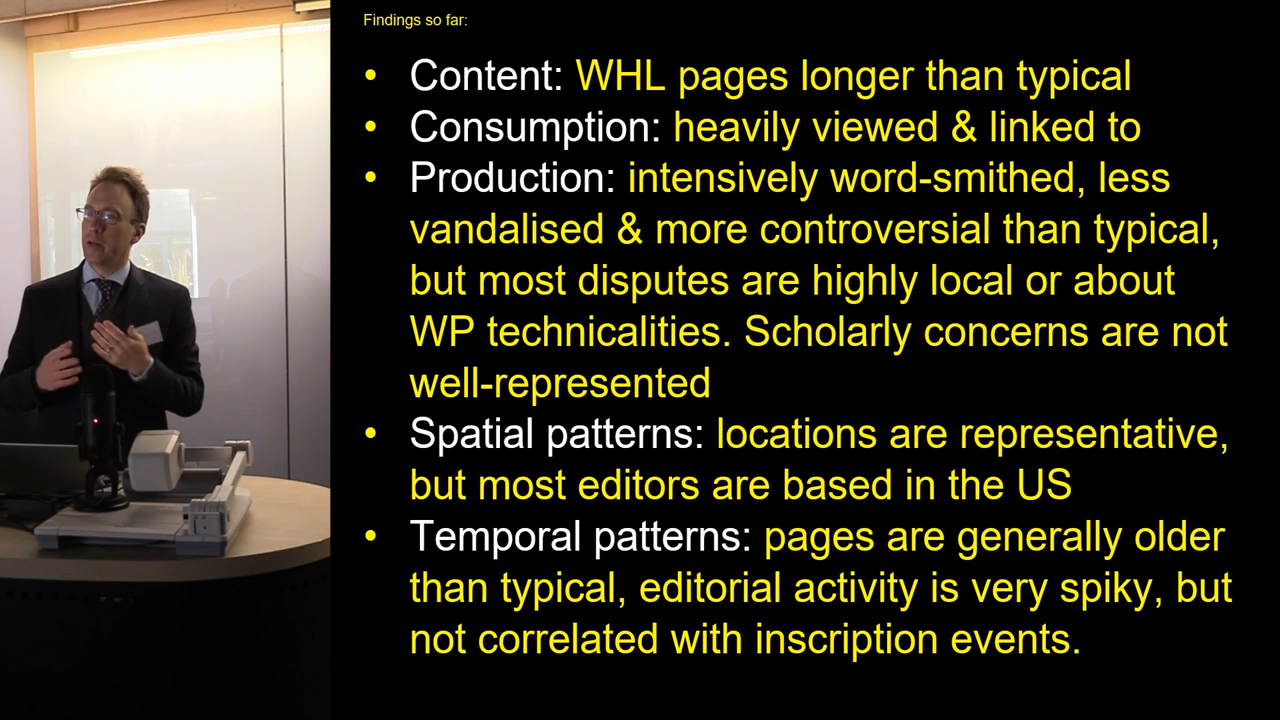 Findings so far:
• Content: WHL pages longer than typical
• Consumption: heavily viewed & linked to
• Production: intensively word-smithed, less
vandalised & more controversial than typical,
but most disputes are highly local or about
WP technicalities. Scholarly concerns are not
well-represented
• Spatial patterns: locations are representative,
but most editors are based in the US
• Temporal patterns: pages are generally older
than typical, editorial activity is very spiky, but
not correlated with inscription events.